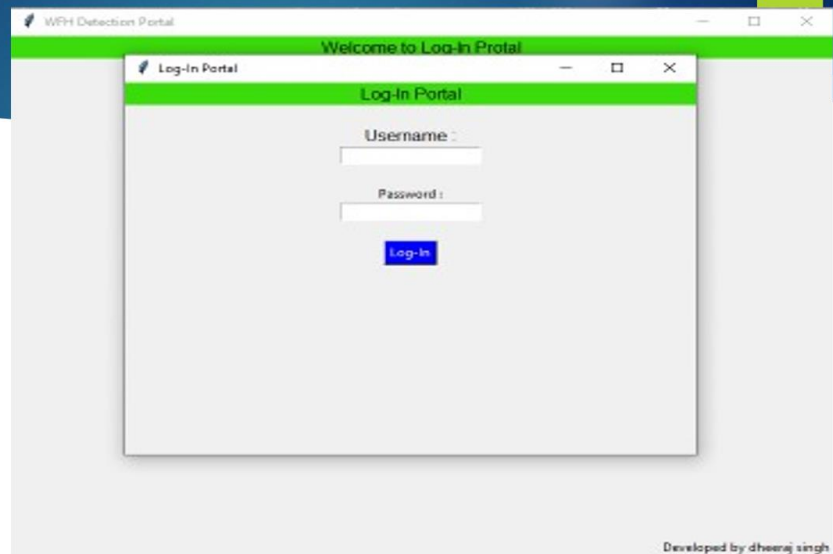 WFH Detection Portal
Welcome to Log-In Protal
Log-In Portal
Log-In Portal
Username :
Password :
Log-In
Developed by dheeraj singh